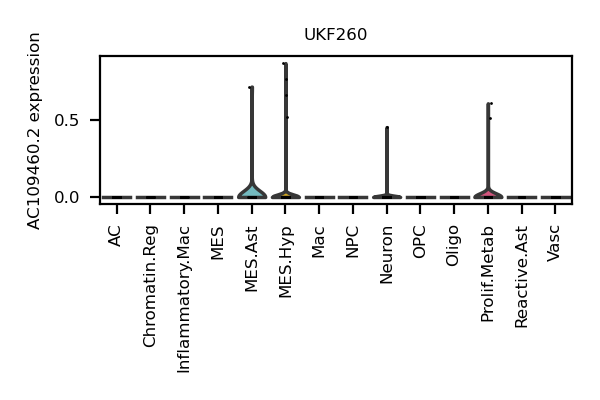 UKF260
AC109460.2 expression
0.5
0.0
AC
Chromatin.Reg
Inflammatory.Mac
MES
MES.Ast
MES.Hyp
Mac
NPC
Neuron
OPC
Oligo
Prolif.Metab
Reactive.Ast
Vasc